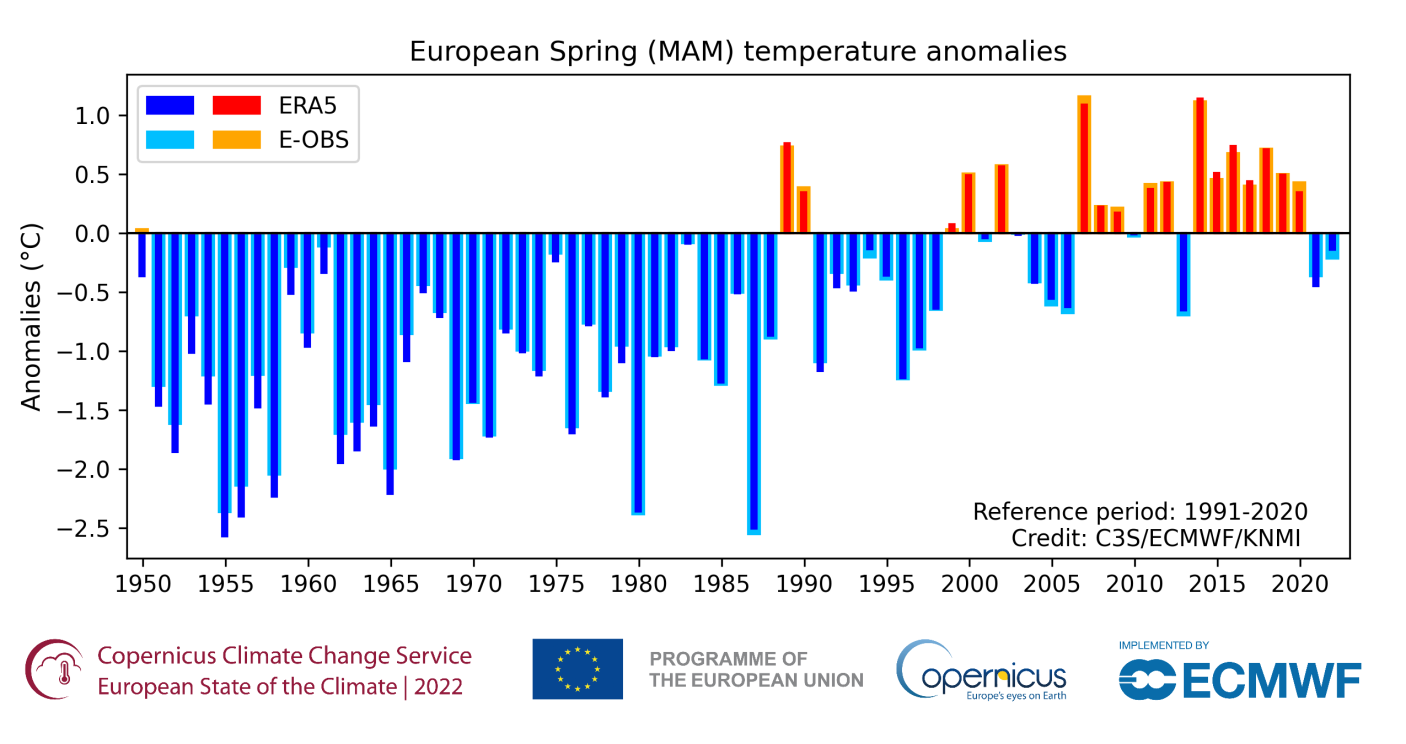 European Spring (MAM) temperature anomalies
ERA5
E-OBS
Anomalies (°C)
1.0
0.5
0.0
−0.5
−1.0
−1.5
−2.0
−2.5
Reference period: 1991-2020
Credit: C3S/ECMWF/KNMI
1950 1955 1960 1965 1970 1975 1980 1985 1990 1995 2000 2005 2010 2015 2020
Copernicus Climate Change Service
European State of the Climate | 2022
PROGRAMME OF
THE EUROPEAN UNION
opernicus
Europe's eyes on Earth
IMPLEMENTED BY
ECMWF